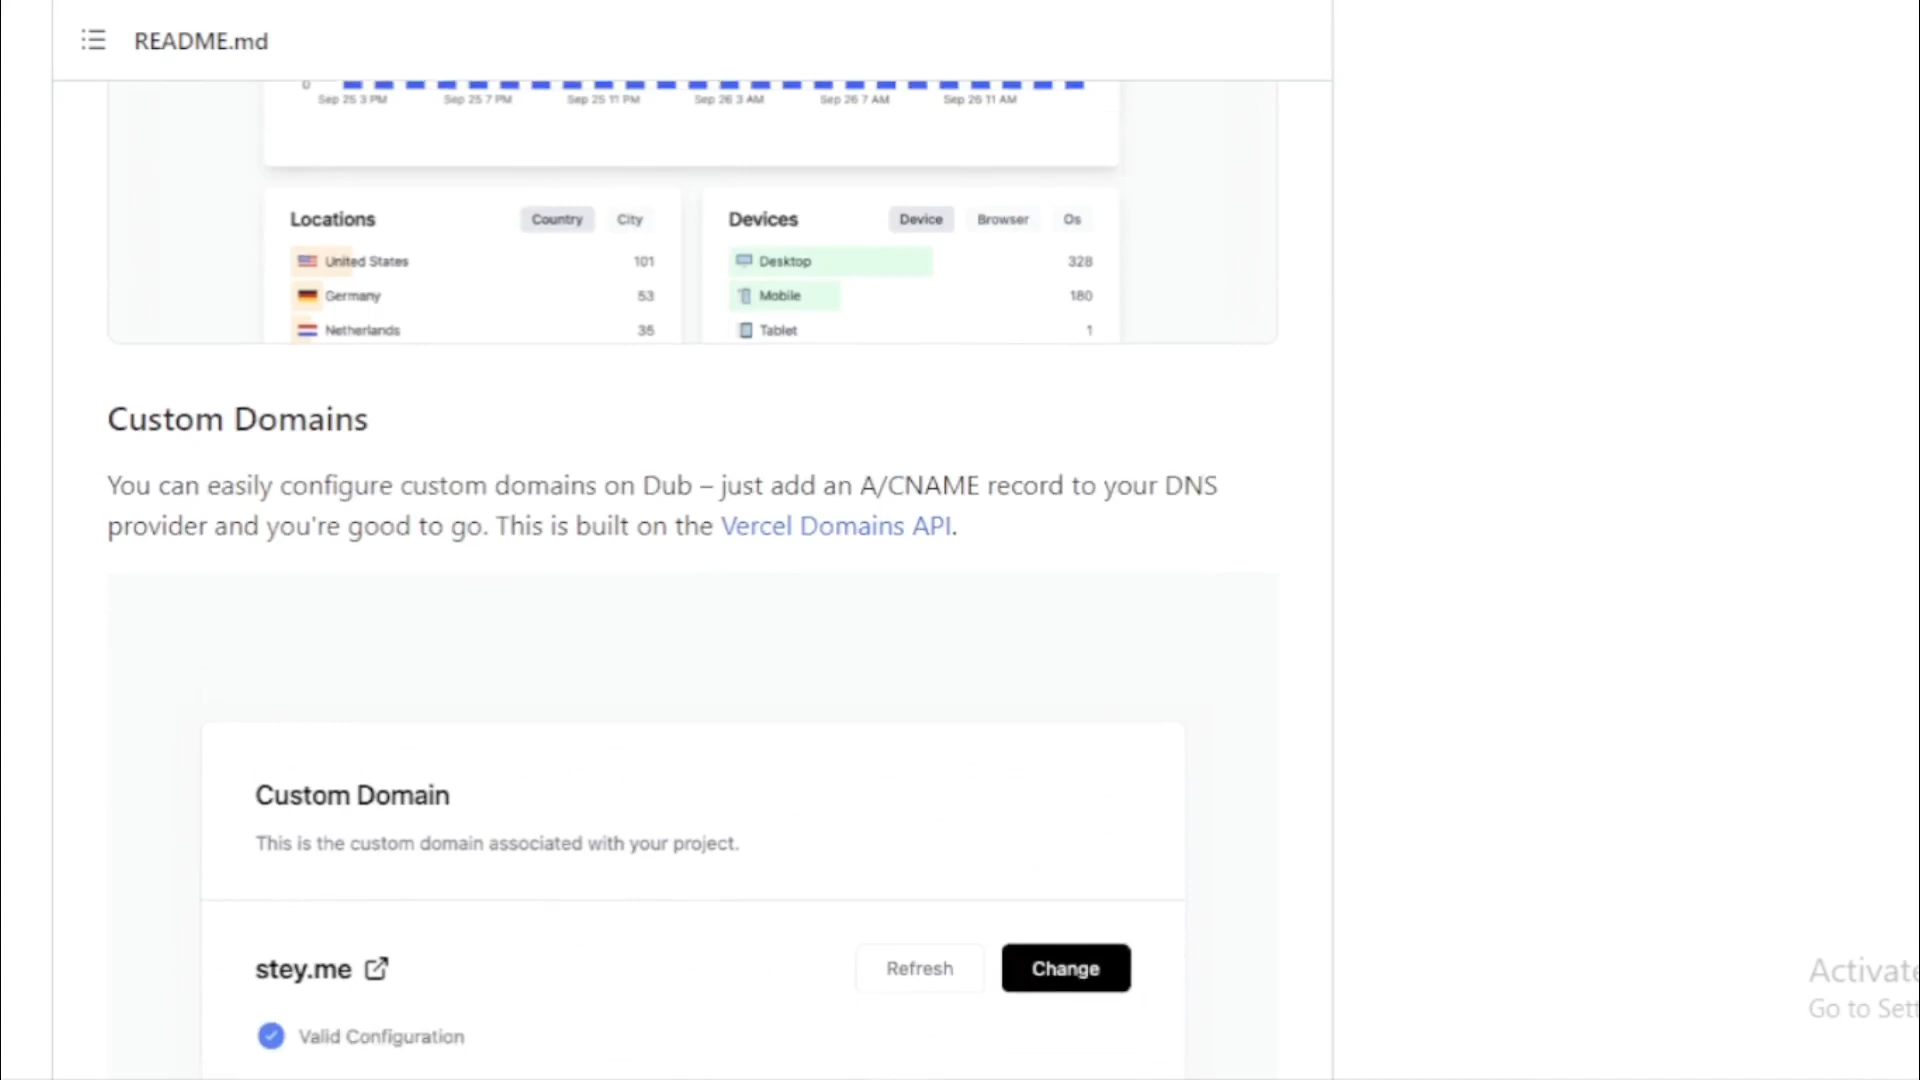 README.md
0
Sep 25 3 PM Sep 25 7 PM Sep 25 11 PM Sep 26 3 AM Sep 26 7 AM Sep 26 11 AM
Locations Country City
United States 101
Germany 53
Netherlands 35
Devices Device Browser Os
Desktop 328
Mobile 180
Tablet 1
Custom Domains
You can easily configure custom domains on Dub – just add an A/CNAME record to your DNS
provider and you're good to go. This is built on the Vercel Domains API.
Custom Domain
This is the custom domain associated with your project.
stey.me Refresh Change
Valid Configuration
Activate
Go to Sett